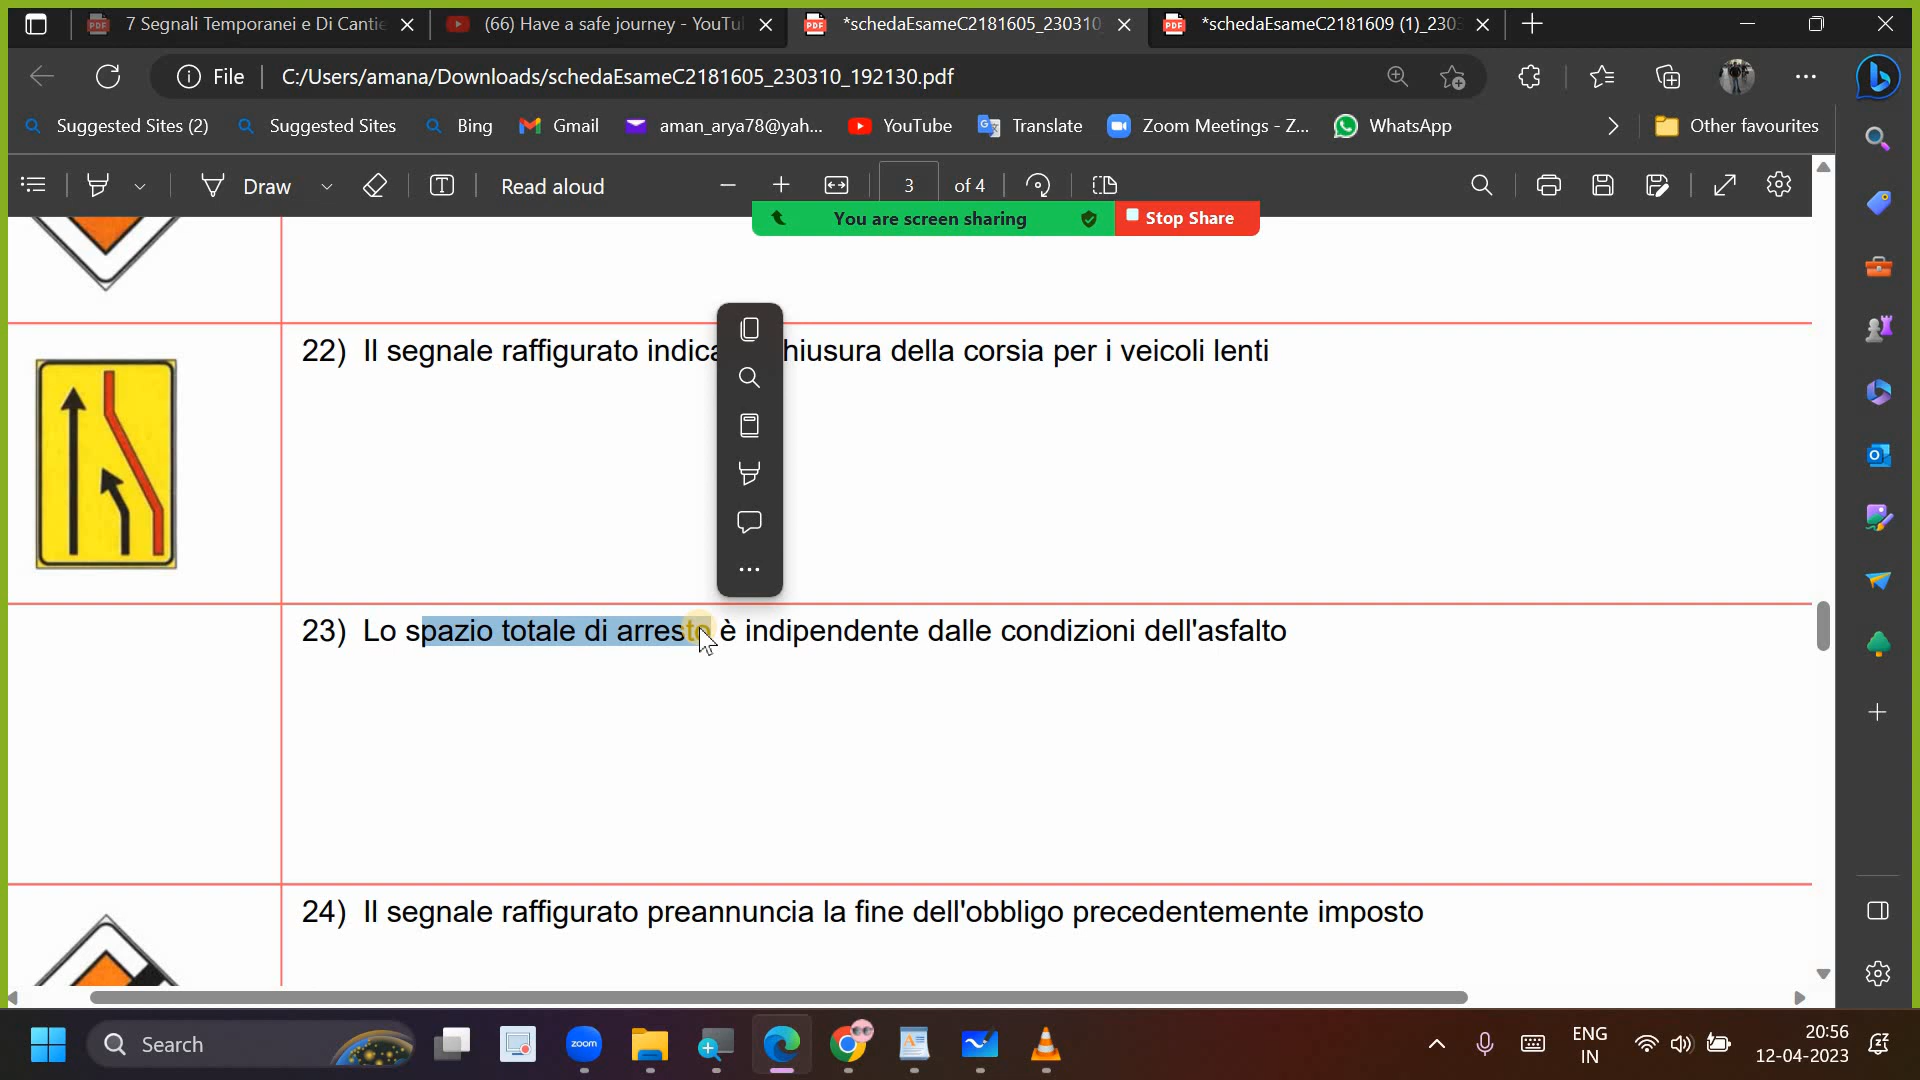 7 Segnali Temporanei e Di Cantie
(66) Have a safe journey - YouTu
*schedaEsameC2181605_230310
*schedaEsameC2181609 (1)_230
File
C:/Users/amana/Downloads/schedaEsameC2181605_230310_192130.pdf
Suggested Sites (2)
Suggested Sites
Bing
Gmail
aman_arya78@yah...
YouTube
Translate
Zoom Meetings - Z...
WhatsApp
Other favourites
Draw
Read aloud
3 of 4
You are screen sharing
Stop Share
22) Il segnale raffigurato indica hiusura della corsia per i veicoli lenti
23) Lo spazio totale di arresto è indipendente dalle condizioni dell'asfalto
24) Il segnale raffigurato preannuncia la fine dell'obbligo precedentemente imposto
Search
zoom
ENG
IN
20:56
12-04-2023